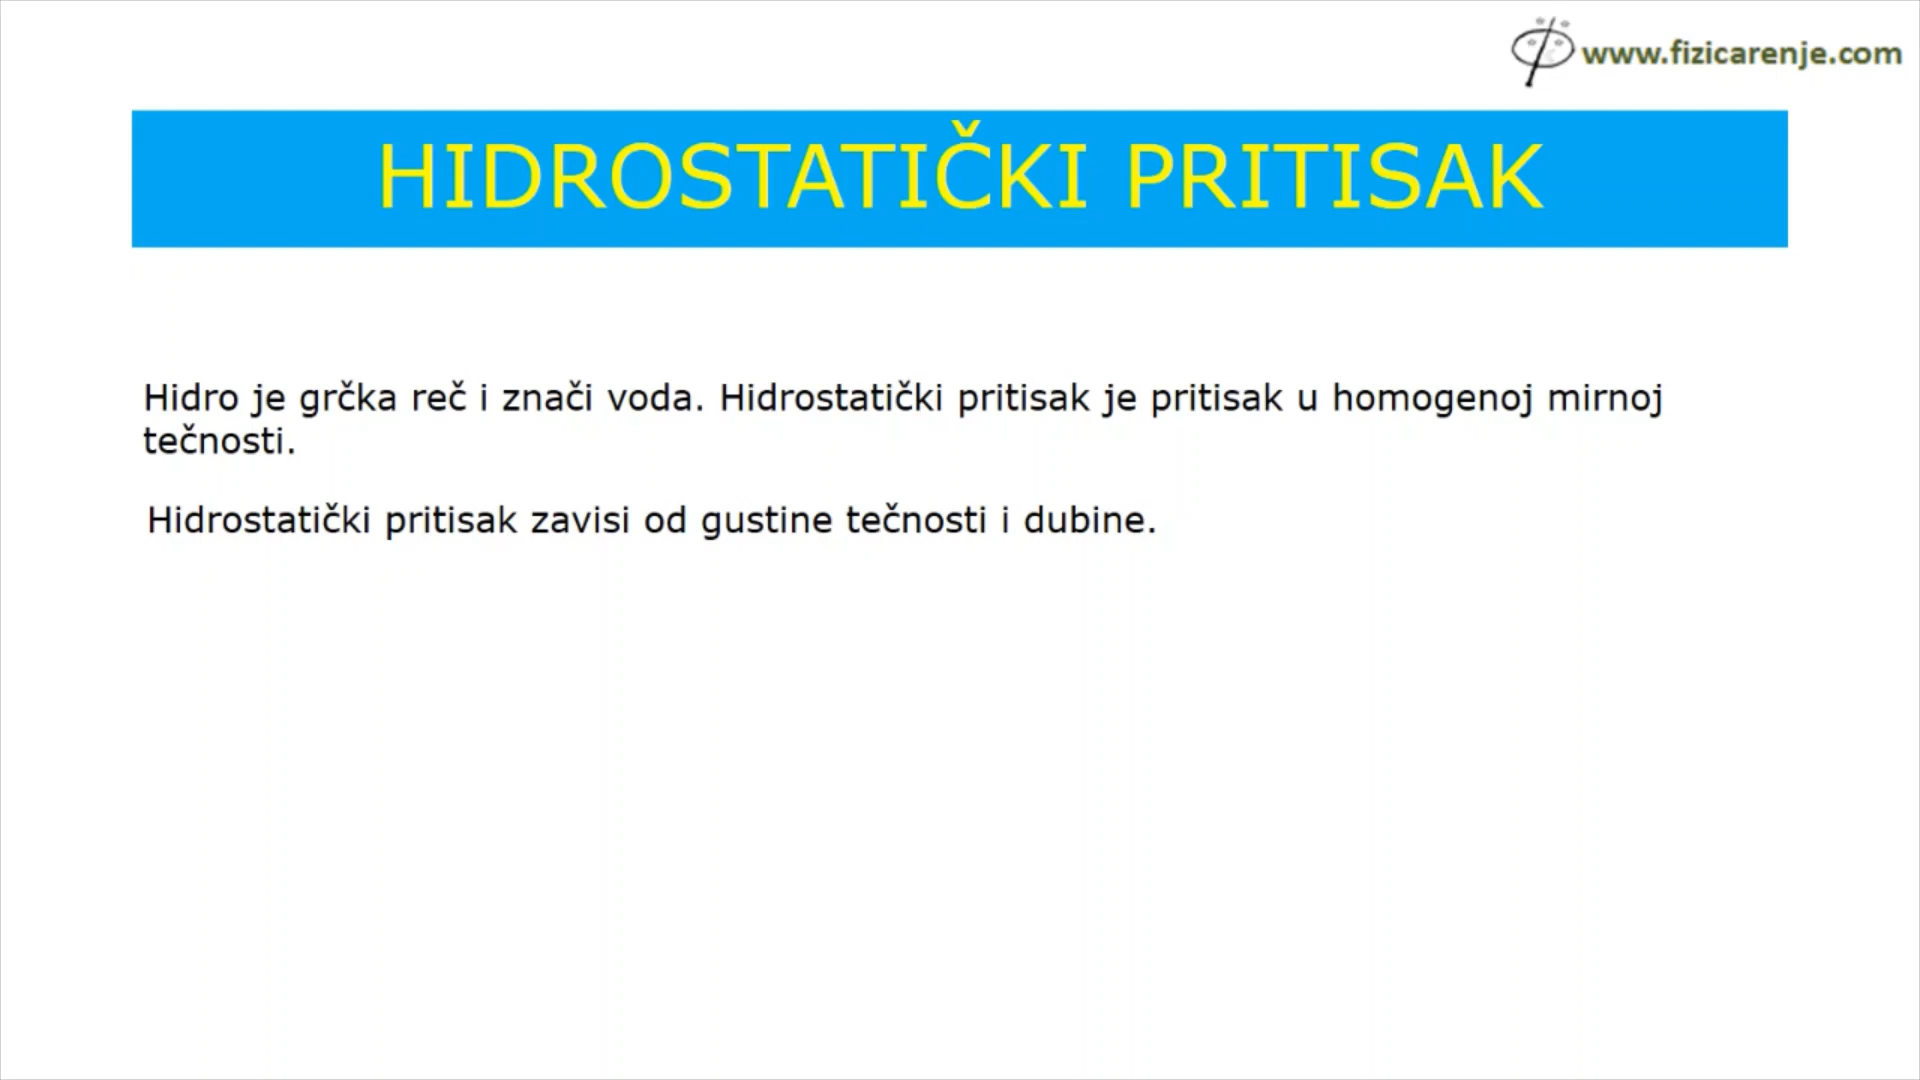 www.fizicarenje.com
HIDROSTATIČKI PRITISAK
Hidro je grčka reč i znači voda. Hidrostatički pritisak je pritisak u homogenoj mirnoj
tečnosti.
Hidrostatički pritisak zavisi od gustine tečnosti i dubine.